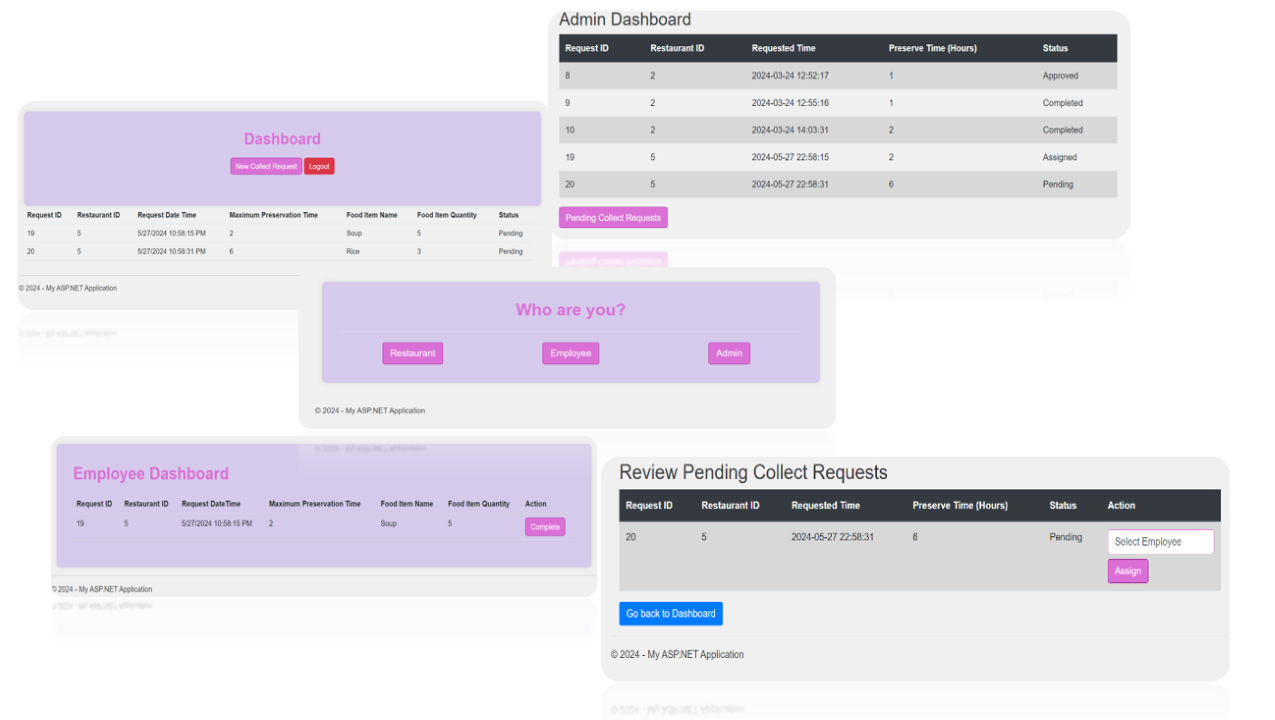 Admin Dashboard
Request ID Restaurant ID Requested Time Preserve Time (Hours) Status
8 2 2024-03-24 12:52:17 1 Approved
9 2 2024-03-24 12:55:16 1 Completed
10 2 2024-03-24 14:03:31 2 Completed
19 5 2024-05-27 22:58:15 2 Assigned
20 5 2024-05-27 22:58:31 6 Pending
Pending Collect Requests
Dashboard
New Collect Request Logout
Request ID Restaurant ID Request Date Time Maximum Preservation Time Food Item Name Food Item Quantity Status
19 5 5/27/2024 10:58:15 PM 2 Soup 5 Pending
20 5 5/27/2024 10:58:31 PM 6 Rice 3 Pending
© 2024 - My ASP.NET Application
Who are you?
Restaurant Employee Admin
© 2024 - My ASP.NET Application
Employee Dashboard
Request ID Restaurant ID Request DateTime Maximum Preservation Time Food Item Name Food Item Quantity Action
19 5 5/27/2024 10:58:15 PM 2 Soup 5 Complete
© 2024 - My ASP.NET Application
Review Pending Collect Requests
Request ID Restaurant ID Requested Time Preserve Time (Hours) Status Action
20 5 2024-05-27 22:58:31 6 Pending Select Employee
Assign
Go back to Dashboard
© 2024 - My ASP.NET Application